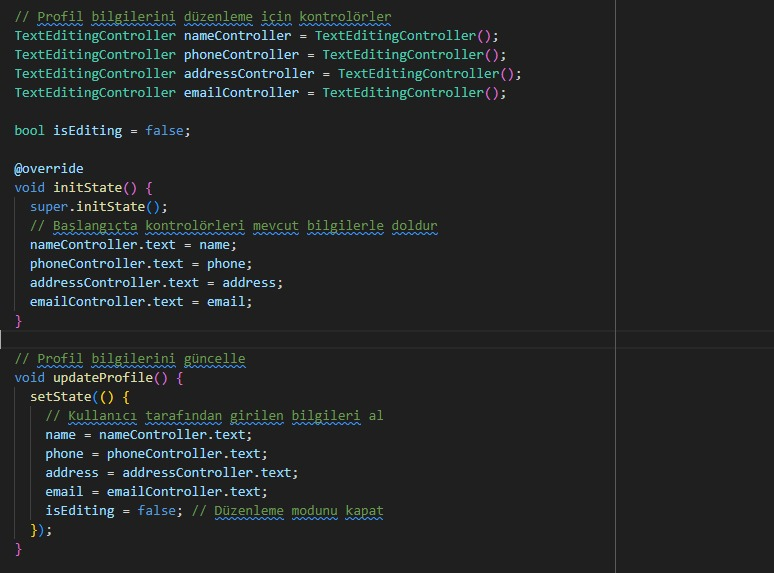 // Profil bilgilerini düzenleme için kontrolörler
TextEditingController nameController = TextEditingController();
TextEditingController phoneController = TextEditingController();
TextEditingController addressController = TextEditingController();
TextEditingController emailController = TextEditingController();
bool isEditing = false;
@override
void initState() {
super.initState();
// Başlangıçta kontrolörleri mevcut bilgilerle doldur
nameController.text = name;
phoneController.text = phone;
addressController.text = address;
emailController.text = email;
}
// Profil bilgilerini güncelle
void updateProfile() {
setState(() {
// Kullanıcı tarafından girilen bilgileri al
name = nameController.text;
phone = phoneController.text;
address = addressController.text;
email = emailController.text;
isEditing = false; // Düzenleme modunu kapat
});
}